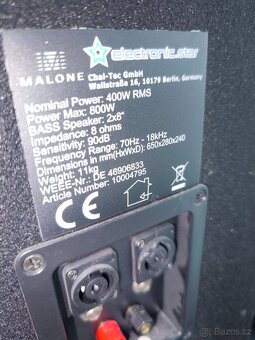 MALONE
electronic.star
Chal-Tec GmbH
Wallstraße 16, 10179 Berlin, Germany
Nominal Power: 400W RMS
Power Max: 800W
BASS Speaker: 2x8"
Impedance: 8 ohms
Sensitivity: 90dB
Frequency Range: 70Hz - 18kHz
Dimensions in mm(HxWxD): 650x280x240
Weight: 11kg
WEEE-Nr.: DE 46906833
Article Number: 10004795
CE
Sbazar.cz